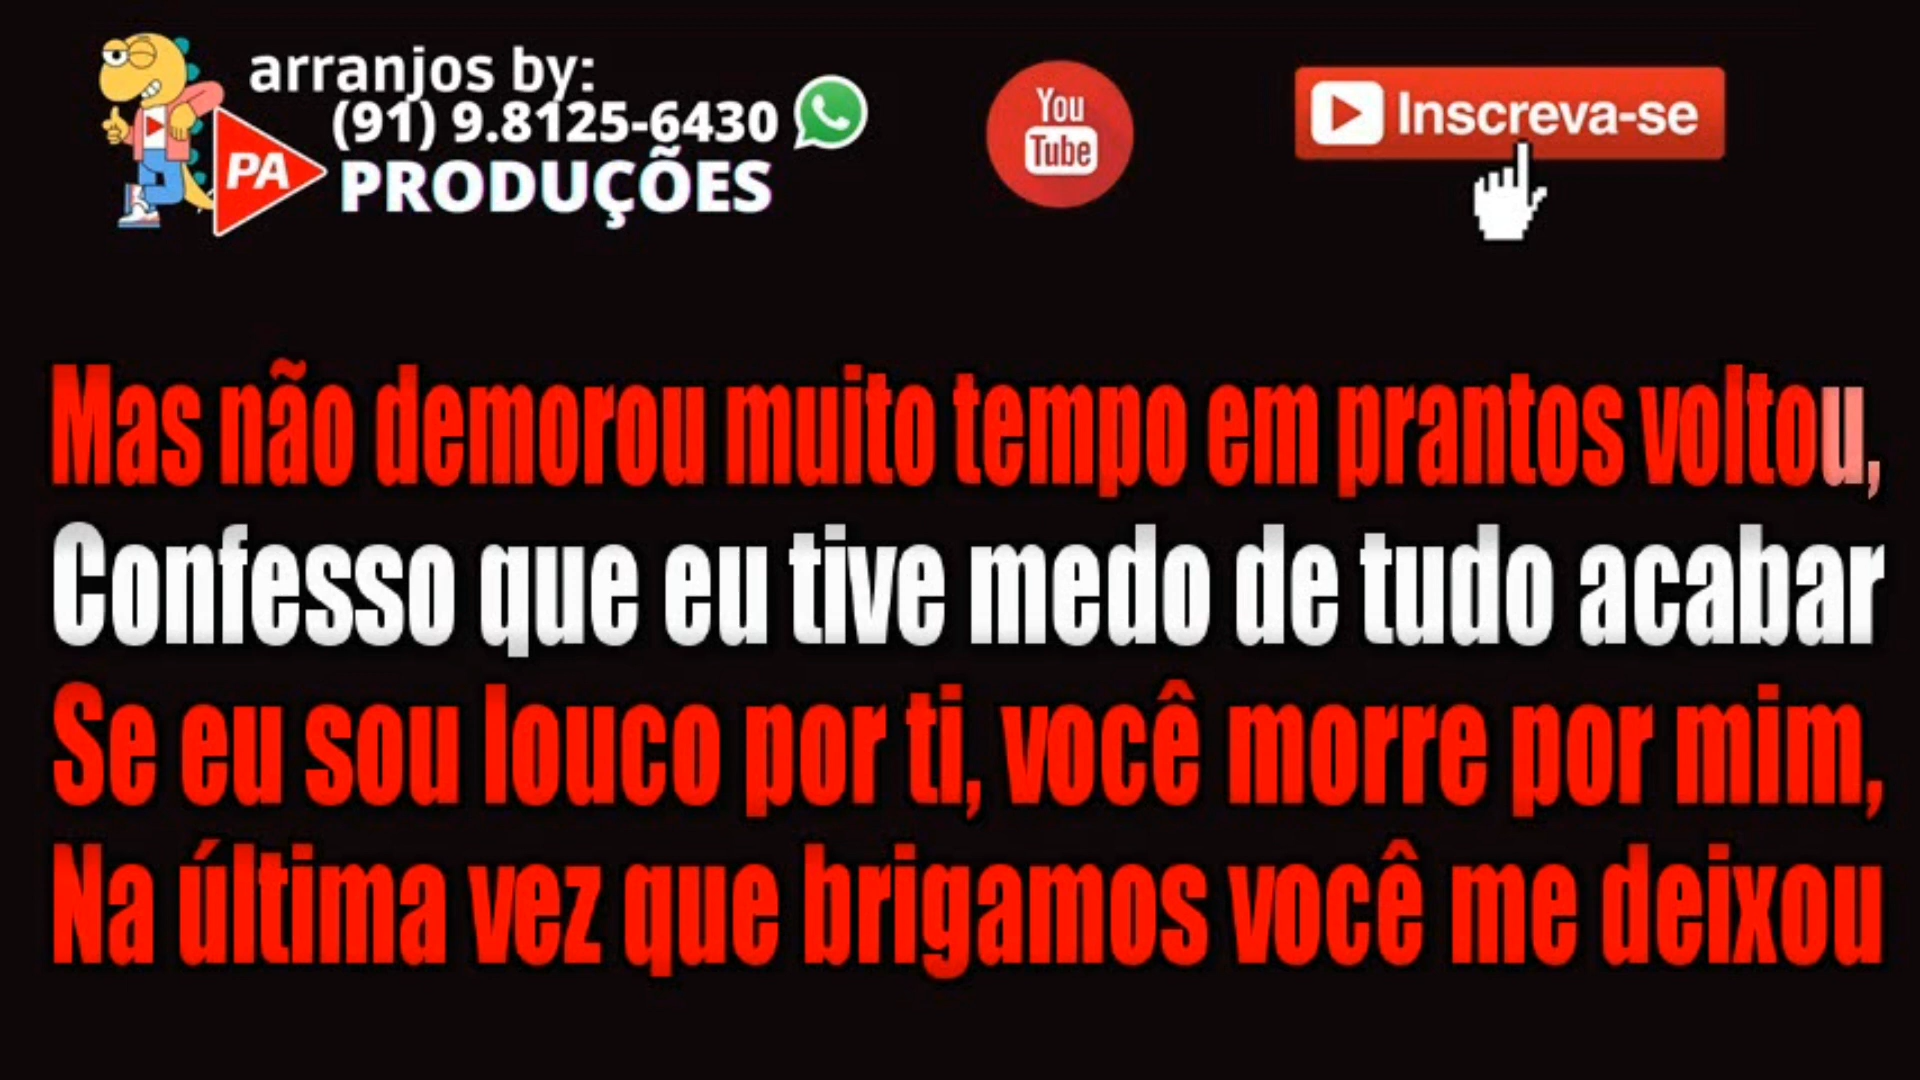 arranjos by:
(91) 9.8125-6430
PA PRODUÇÕES
You
Tube
Inscreva-se
Mas não demorou muito tempo em prantos voltou,
Confesso que eu tive medo de tudo acabar
Se eu sou louco por ti, você morre por mim,
Na última vez que brigamos você me deixou